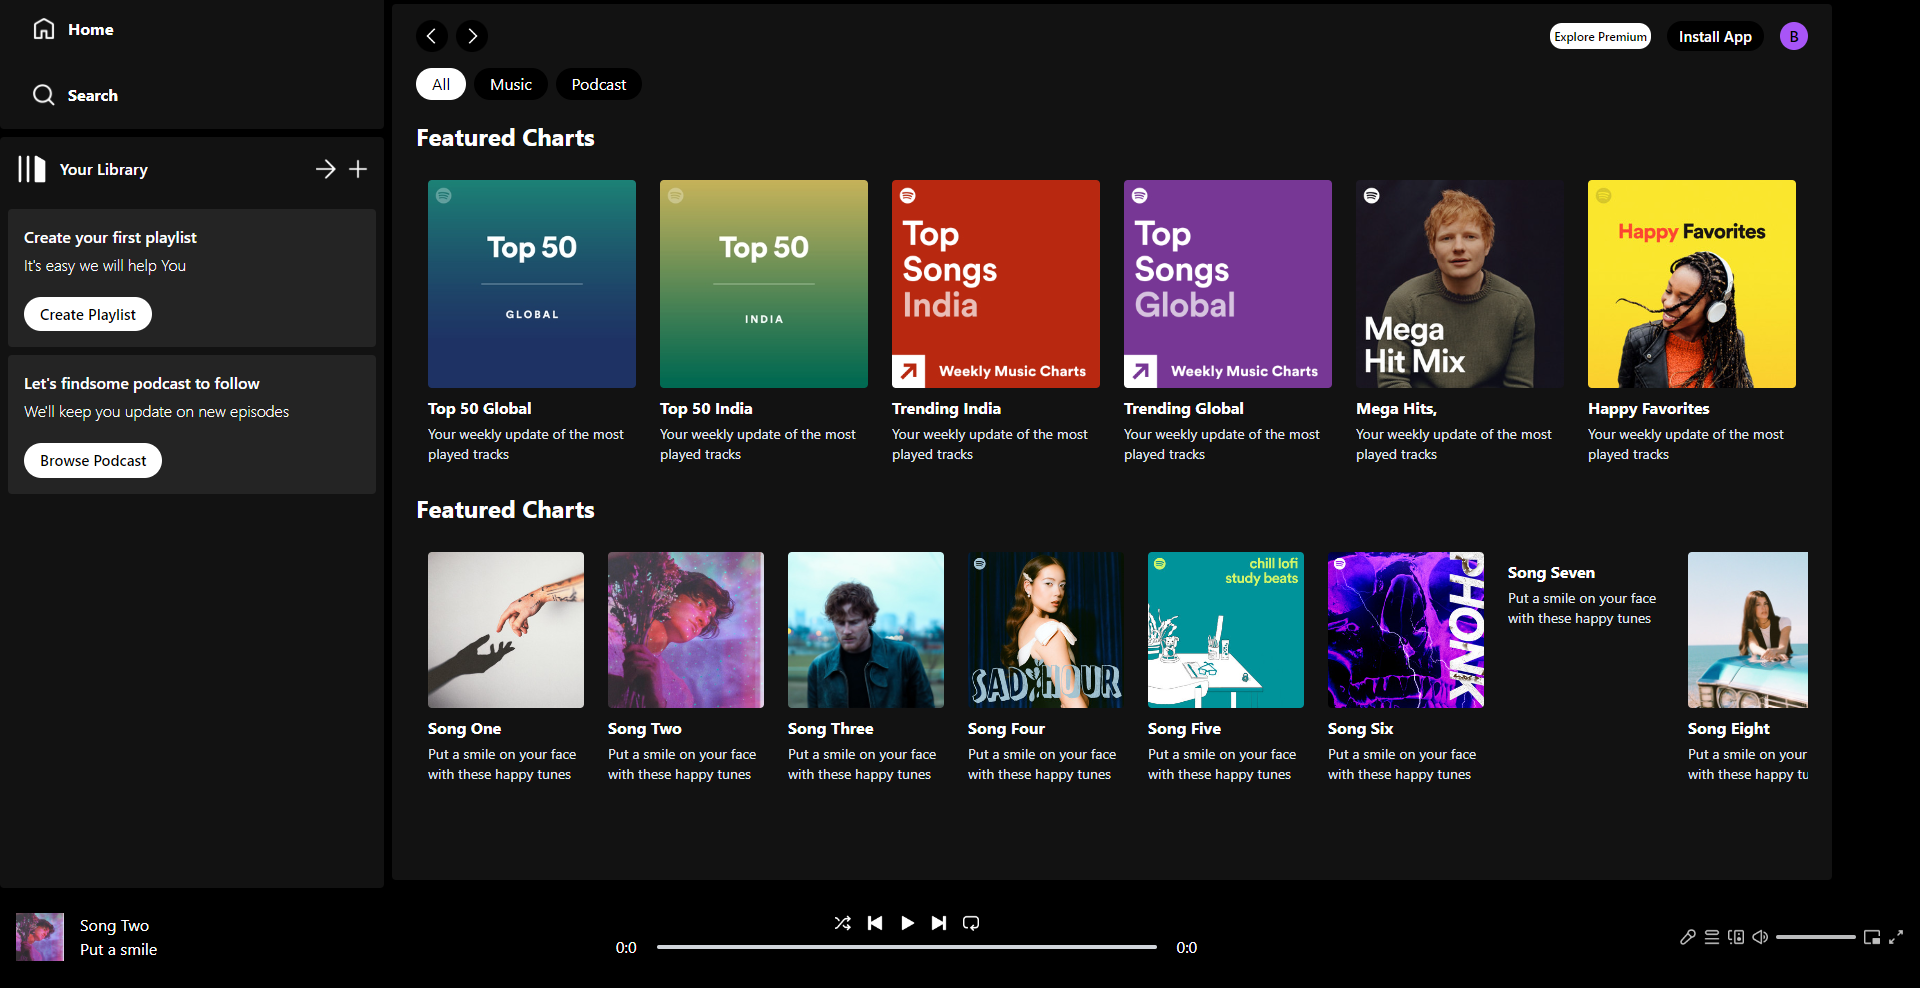 Home
Search
Your Library
Create your first playlist
It's easy we will help You
Create Playlist
Let's findsome podcast to follow
We'll keep you update on new episodes
Browse Podcast
Explore Premium
Install App
B
All
Music
Podcast
Featured Charts
Top 50
GLOBAL
Top 50 Global
Your weekly update of the most
played tracks
Top 50
INDIA
Top 50 India
Your weekly update of the most
played tracks
Top
Songs
India
Weekly Music Charts
Trending India
Your weekly update of the most
played tracks
Top
Songs
Global
Weekly Music Charts
Trending Global
Your weekly update of the most
played tracks
Mega
Hit Mix
Mega Hits,
Your weekly update of the most
played tracks
Happy Favorites
Happy Favorites
Your weekly update of the most
played tracks
Featured Charts
Song One
Put a smile on your face
with these happy tunes
Song Two
Put a smile on your face
with these happy tunes
Song Three
Put a smile on your face
with these happy tunes
SAD HOUR
Song Four
Put a smile on your face
with these happy tunes
chill lofi
study beats
Song Five
Put a smile on your face
with these happy tunes
PHONK
Song Six
Put a smile on your face
with these happy tunes
Song Seven
Put a smile on your face
with these happy tunes
Song Eight
Put a smile on your
with these happy tu
Song Two
Put a smile
0:0
0:0